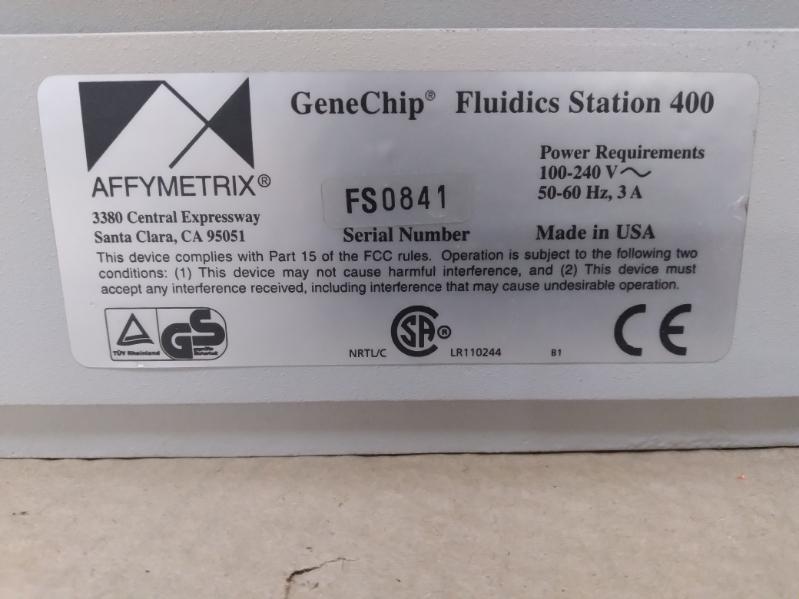 GeneChip® Fluidics Station 400
AFFYMETRIX®
3380 Central Expressway
Santa Clara, CA 95051
FS0841
Serial Number
Power Requirements
100-240 V~
50-60 Hz, 3 A
Made in USA
This device complies with Part 15 of the FCC rules. Operation is subject to the following two
conditions: (1) This device may not cause harmful interference, and (2) This device must
accept any interference received, including interference that may cause undesirable operation.
TÜV Rheinland
GS
geprüfte
Sicherheit
NRTL/C
SA®
LR110244
B1
CE